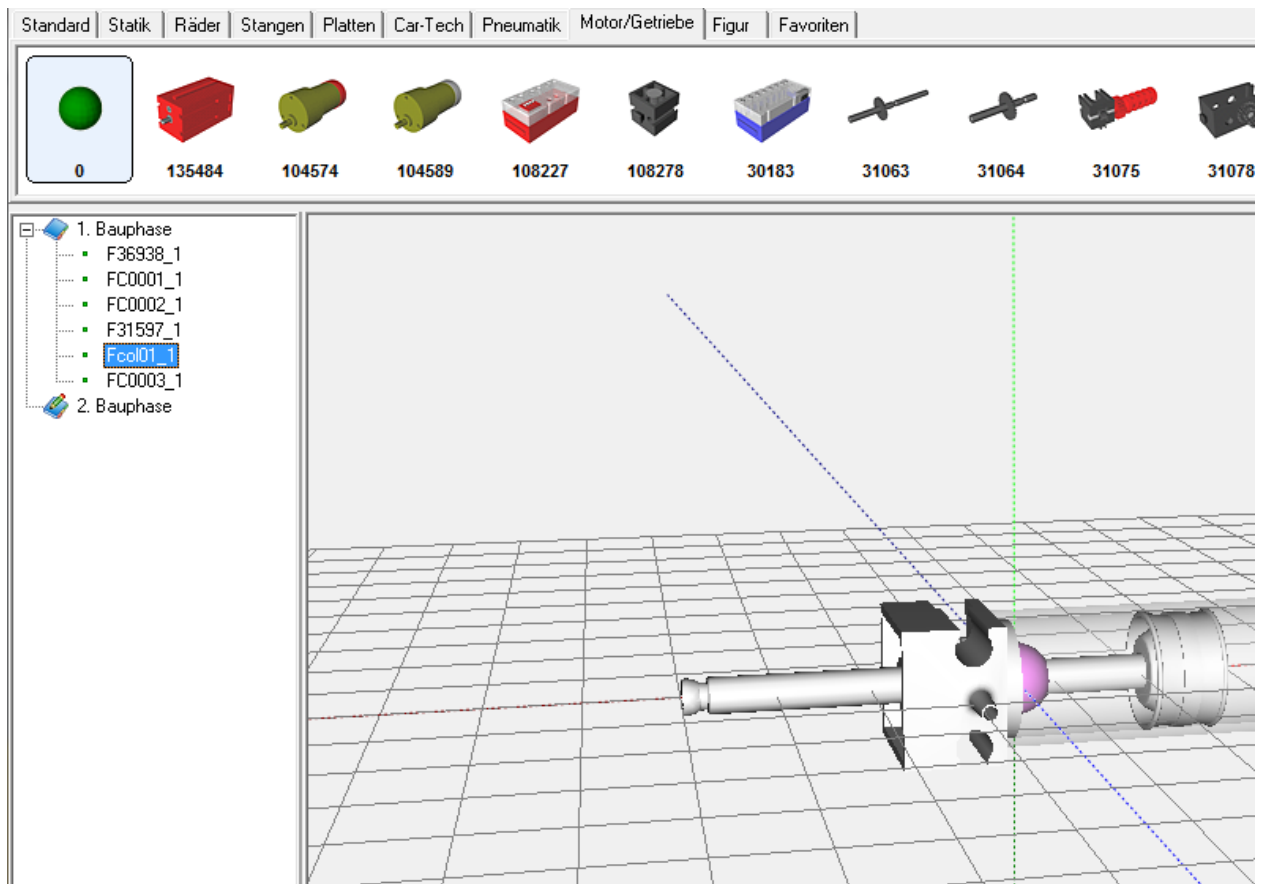 Standard Statik Räder Stangen Platten Car-Tech Pneumatik Motor/Getriebe Figur Favoriten
0 135484 104574 104589 108227 108278 30183 31063 31064 31075 31078
1. Bauphase
F36938_1
FC0001_1
FC0002_1
F31597_1
Fcol01_1
FC0003_1
2. Bauphase